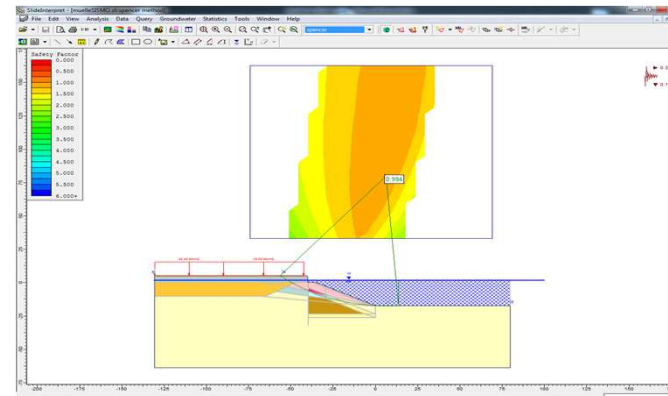 SlideInterpret - [muelleSISMO.sli:spencer method]
File Edit View Analysis Data Query Groundwater Statistics Tools Window Help
spencer
Safety Factor
0.000
0.500
1.000
1.500
2.000
2.500
3.000
3.500
4.000
4.500
5.000
5.500
6.000+
0.994
-200 -175 -150 -125 -100 -75 -50 -25 0 25 50 75 100 125 150